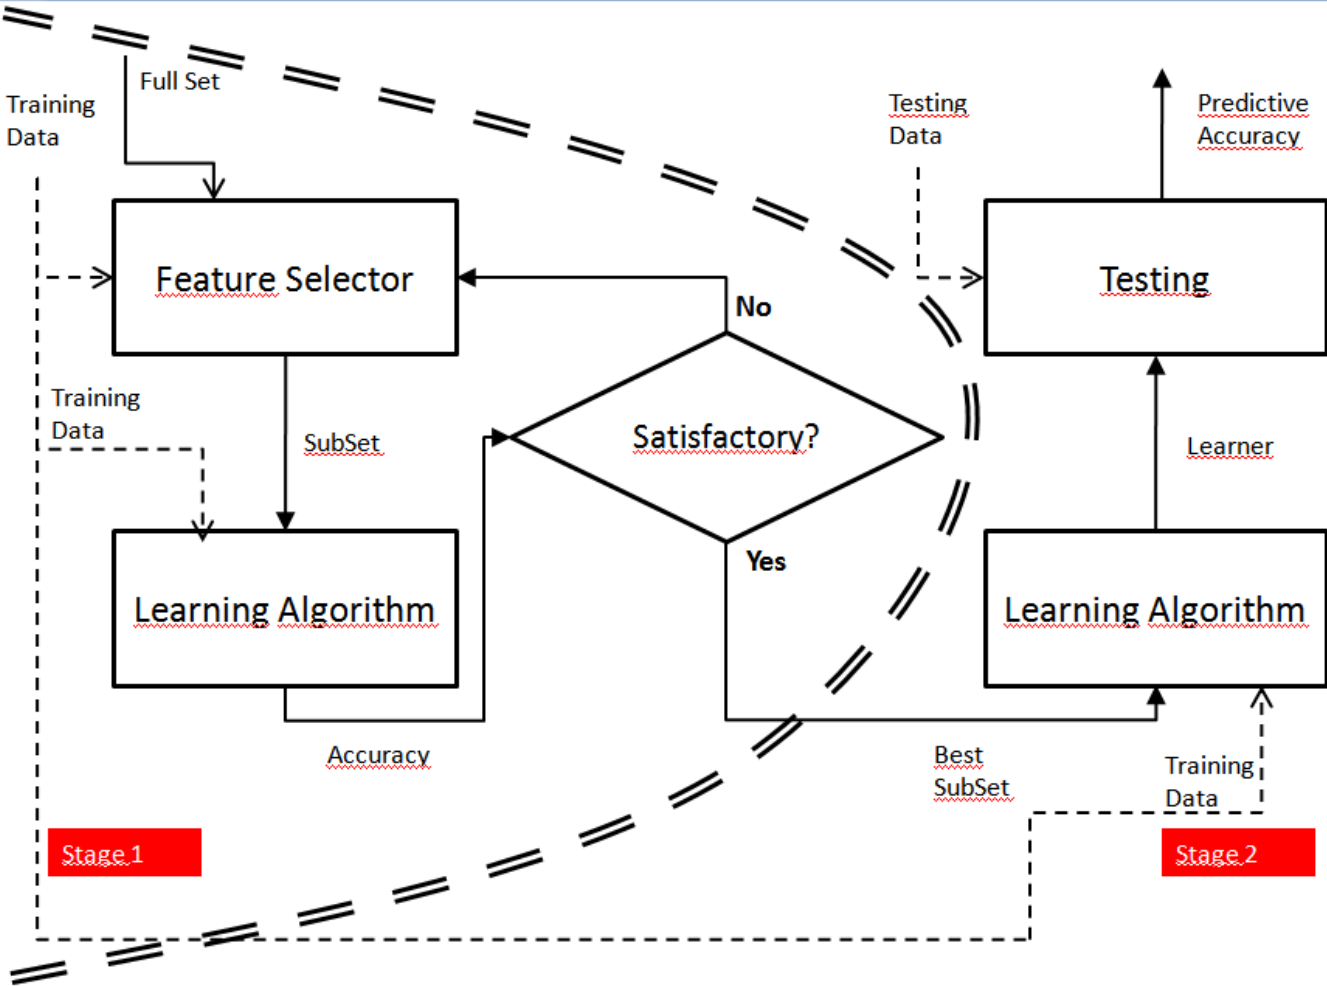 Full Set
Training
Data
Testing
Data
Predictive
Accuracy
Feature Selector
No
Testing
Training
Data
SubSet
Satisfactory?
Learner
Yes
Learning Algorithm
Learning Algorithm
Accuracy
Best
SubSet
Training
Data
Stage 1
Stage 2